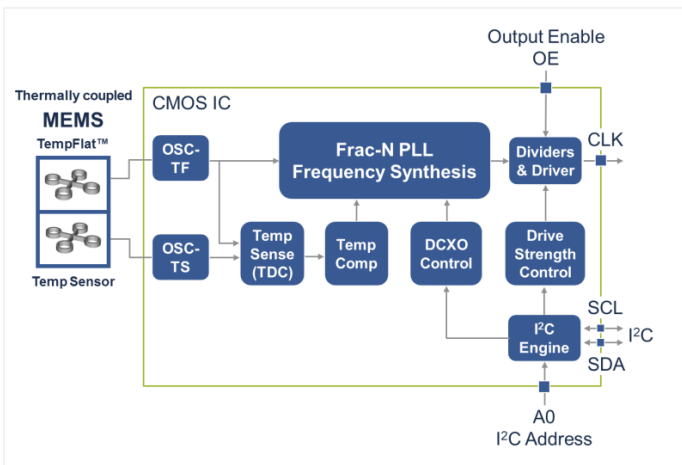 Output Enable
OE
Thermally coupled
MEMS
TempFlat™
CMOS IC
OSC-
TF
Frac-N PLL
Frequency Synthesis
Dividers
& Driver
CLK
OSC-
TS
Temp
Sense
(TDC)
Temp
Comp
DCXO
Control
Drive
Strength
Control
Temp Sensor
I²C
Engine
SCL
I²C
SDA
A0
I²C Address